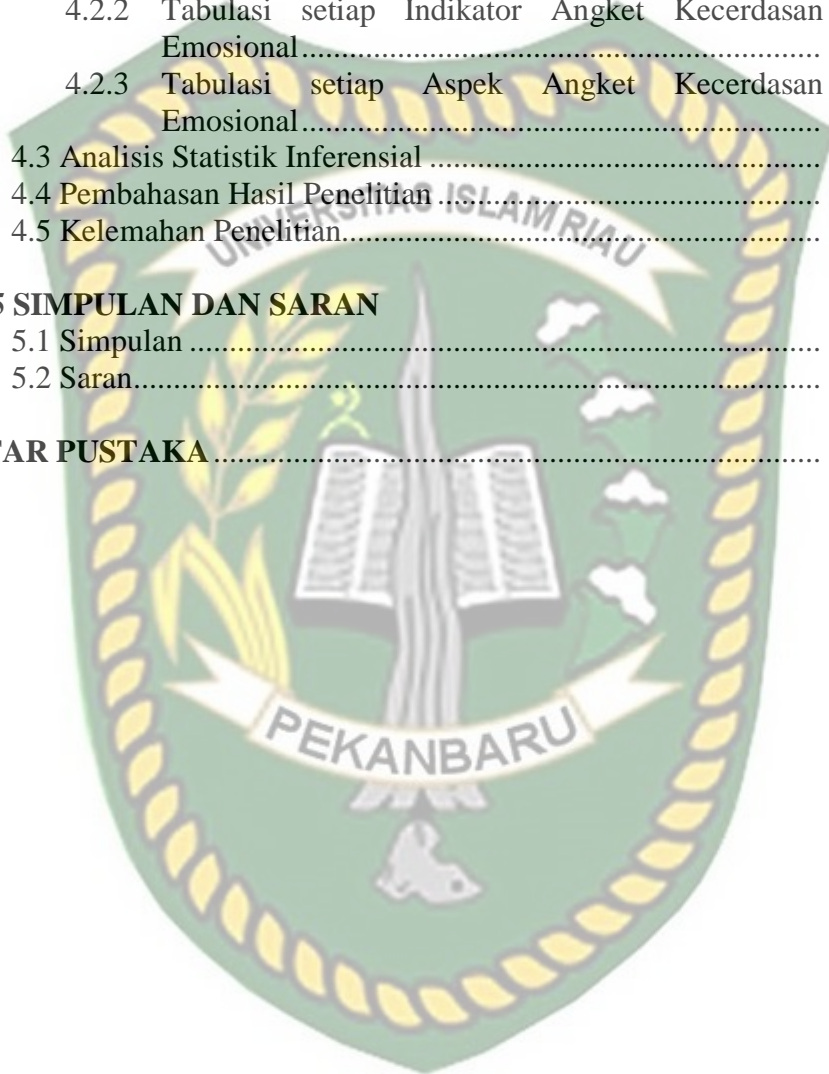 4.2.2 Tabulasi setiap Indikator Angket Kecerdasan
Emosional................................................................
4.2.3 Tabulasi setiap Aspek Angket Kecerdasan
Emosional................................................................
4.3 Analisis Statistik Inferensial ................................................
4.4 Pembahasan Hasil Penelitian ................................................
4.5 Kelemahan Penelitian............................................................
UNIVERSITAS ISLAM RIAU
5 SIMPULAN DAN SARAN
5.1 Simpulan ..............................................................................
5.2 Saran.....................................................................................
TAR PUSTAKA ...........................................................................
PEKANBARU